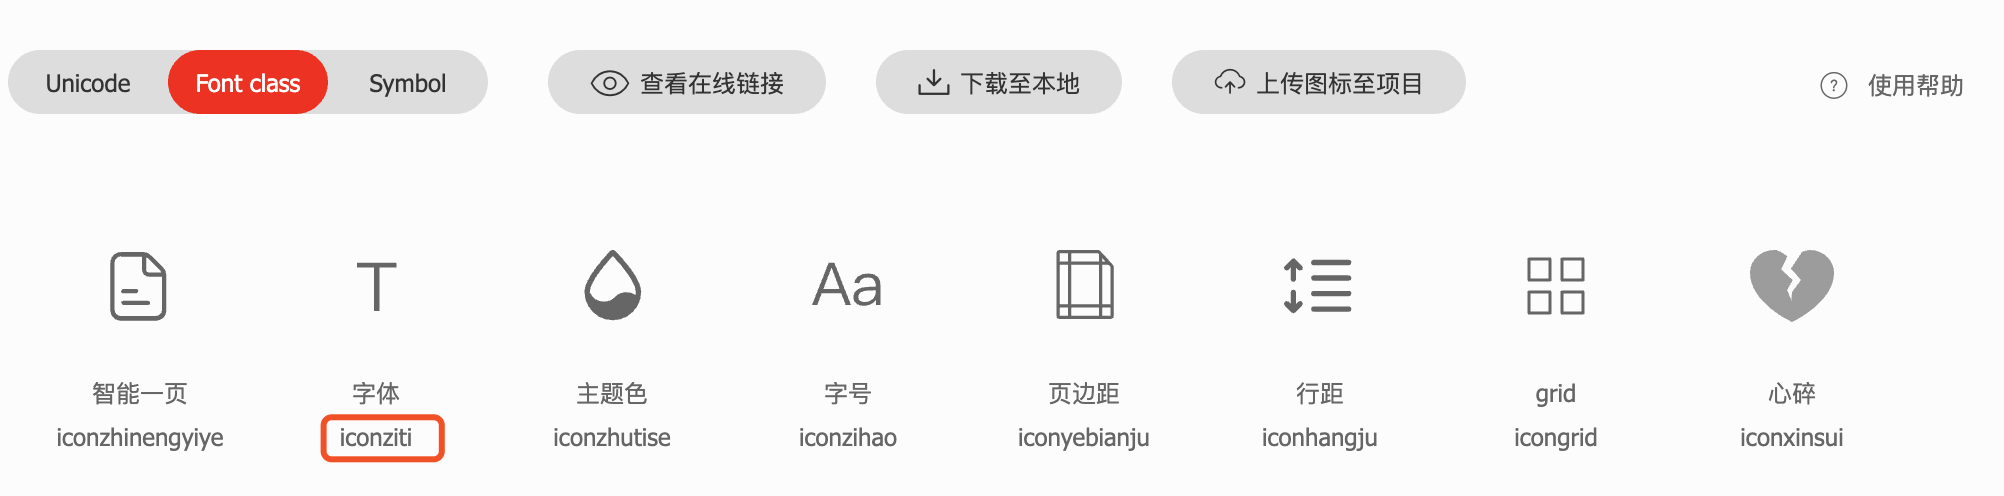 Unicode Font class Symbol 查看在线链接 下载至本地 上传图标至项目 ? 使用帮助
T Aa
智能一页 字体 主题色 字号 页边距 行距 grid 心碎
iconzhinengyiye iconziti iconzhutise iconzihao iconyebianju iconhangju icongrid iconxinsui